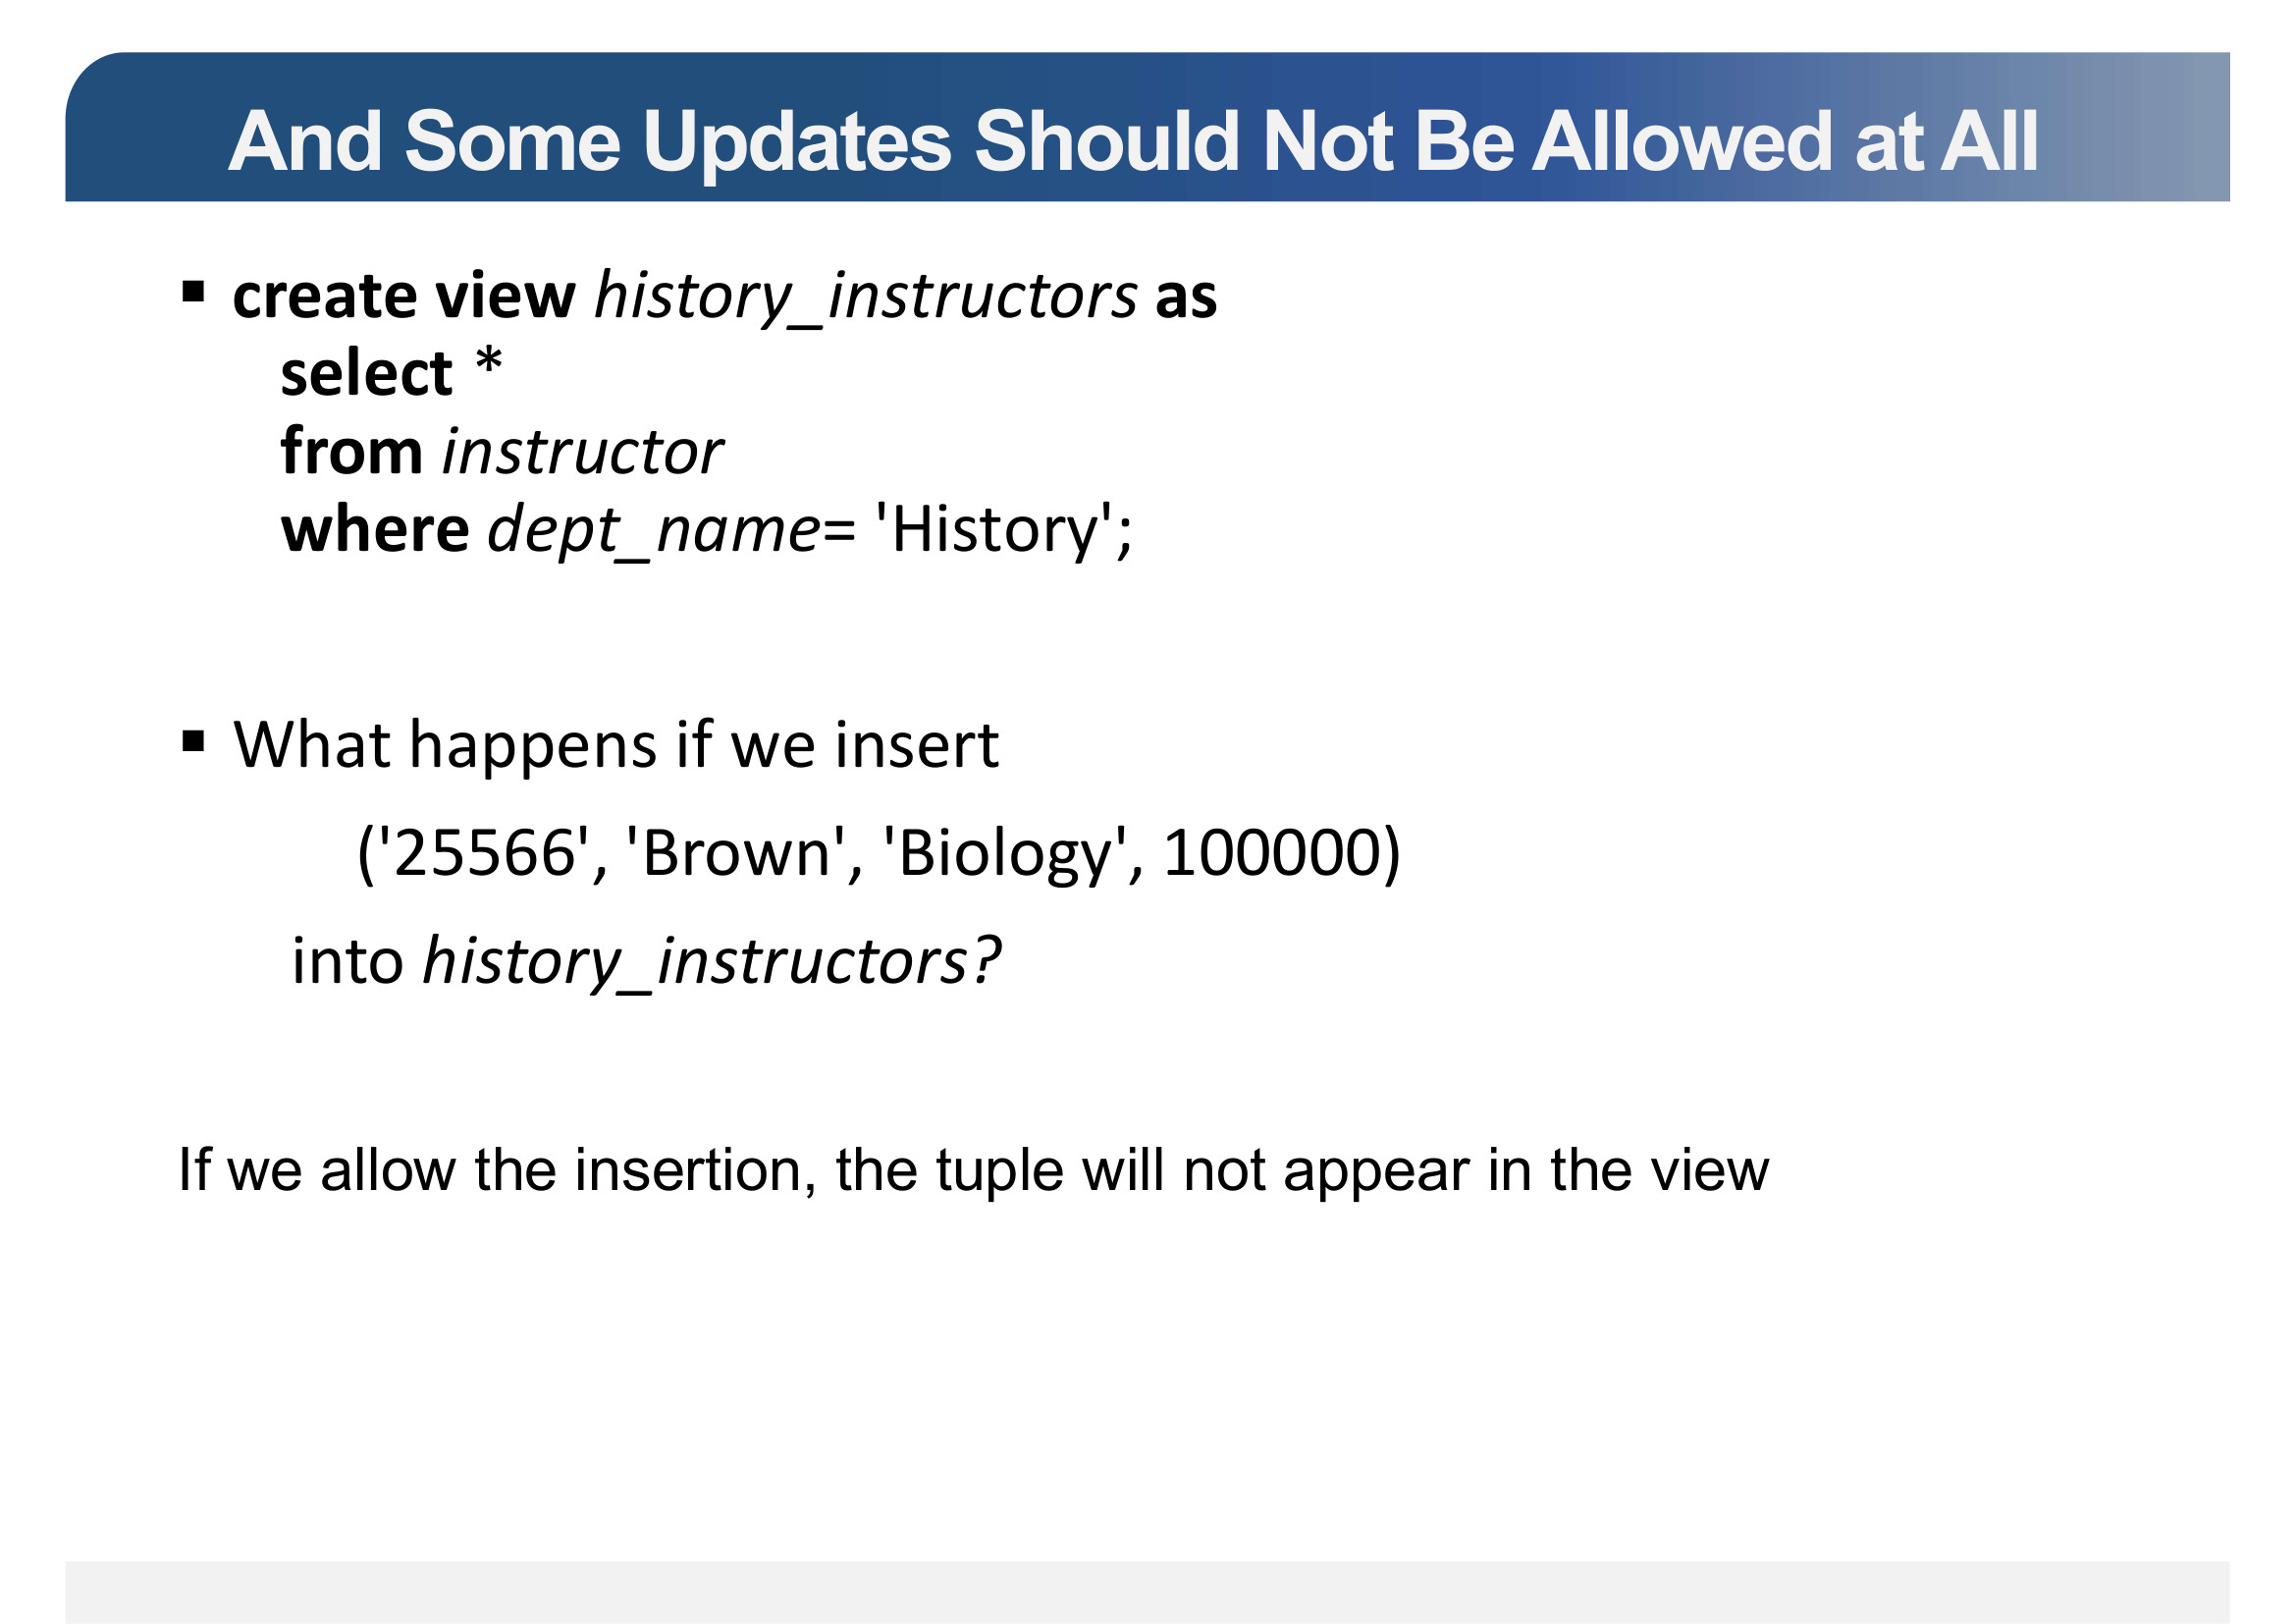 And Some Updates Should Not Be Allowed at All
▪ create view history_instructors as
select *
from instructor
where dept_name= 'History';
▪ What happens if we insert
('25566', 'Brown', 'Biology', 100000)
into history_instructors?
If we allow the insertion, the tuple will not appear in the view